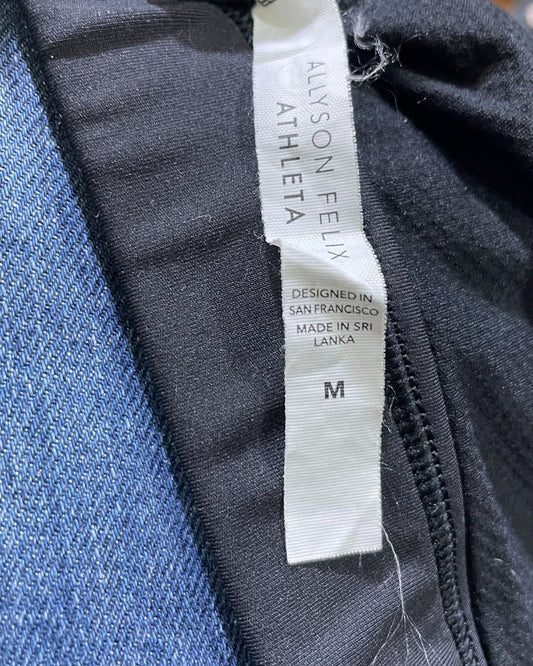 ALLYSON FELIX
ATHLETA
DESIGNED IN
SAN FRANCISCO
MADE IN SRI
LANKA
M